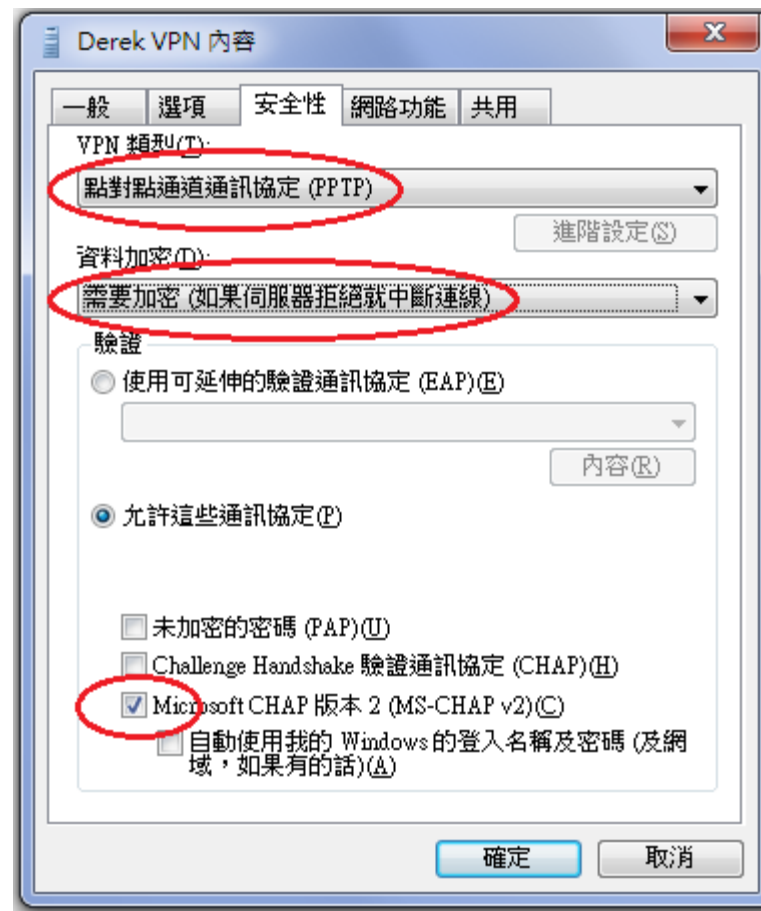 Derek VPN 內容
一般 選項 安全性 網路功能 共用
VPN 類型(T):
點對點通道通訊協定 (PPTP)
進階設定(S)
資料加密(D):
需要加密 (如果伺服器拒絕就中斷連線)
驗證
使用可延伸的驗證通訊協定 (EAP)(E)
內容(R)
允許這些通訊協定(P)
未加密的密碼 (PAP)(U)
Challenge Handshake 驗證通訊協定 (CHAP)(H)
Microsoft CHAP 版本 2 (MS-CHAP v2)(C)
自動使用我的 Windows 的登入名稱及密碼 (及網
域，如果有的話)(A)
確定 取消